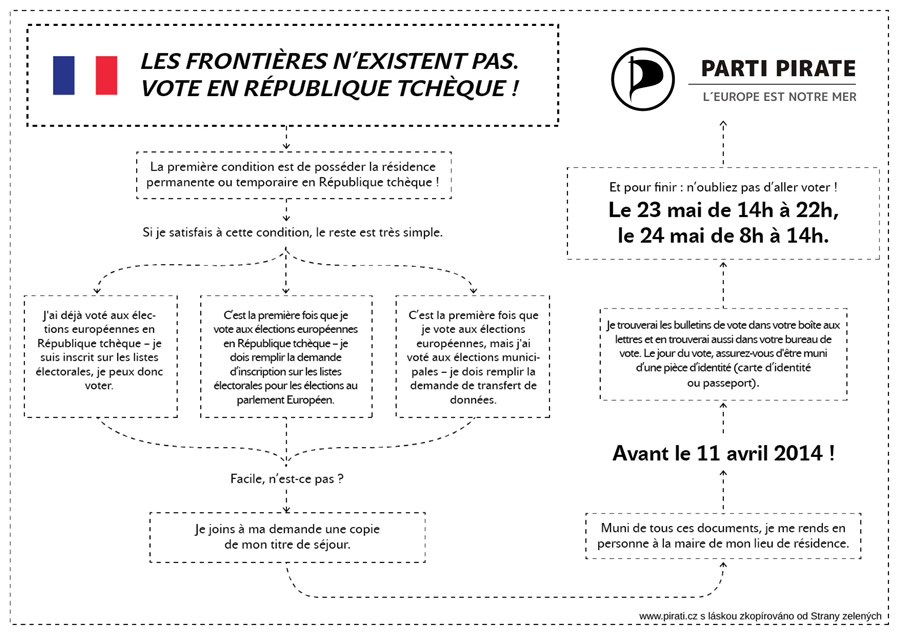 LES FRONTIÈRES N'EXISTENT PAS.
VOTE EN RÉPUBLIQUE TCHÈQUE !
La première condition est de posséder la résidence
permanente ou temporaire en République tchèque !
Si je satisfais à cette condition, le reste est très simple.
J'ai déjà voté aux élec-
tions européennes en
République tchèque – je
suis inscrit sur les listes
électorales, je peux donc
voter.
C'est la première fois que je
vote aux élections européennes
en République tchèque – je
dois remplir la demande
d'inscription sur les listes
électorales pour les élections au
parlement Européen.
C'est la première fois que
je vote aux élections
européennes, mais j'ai
voté aux élections munici-
pales – je dois remplir la
demande de transfert de
données.
Facile, n'est-ce pas ?
Je joins à ma demande une copie
de mon titre de séjour.
Muni de tous ces documents, je me rends en
personne à la maire de mon lieu de résidence.
Avant le 11 avril 2014 !
Je trouverai les bulletins de vote dans votre boîte aux
lettres et en trouverai aussi dans votre bureau de
vote. Le jour du vote, assurez-vous d'être muni
d'une pièce d'identité (carte d'identité
ou passeport).
Et pour finir : n'oubliez pas d'aller voter !
Le 23 mai de 14h à 22h,
le 24 mai de 8h à 14h.
PARTI PIRATE
L´EUROPE EST NOTRE MER
www.pirati.cz s láskou zkopírováno od Strany zelených